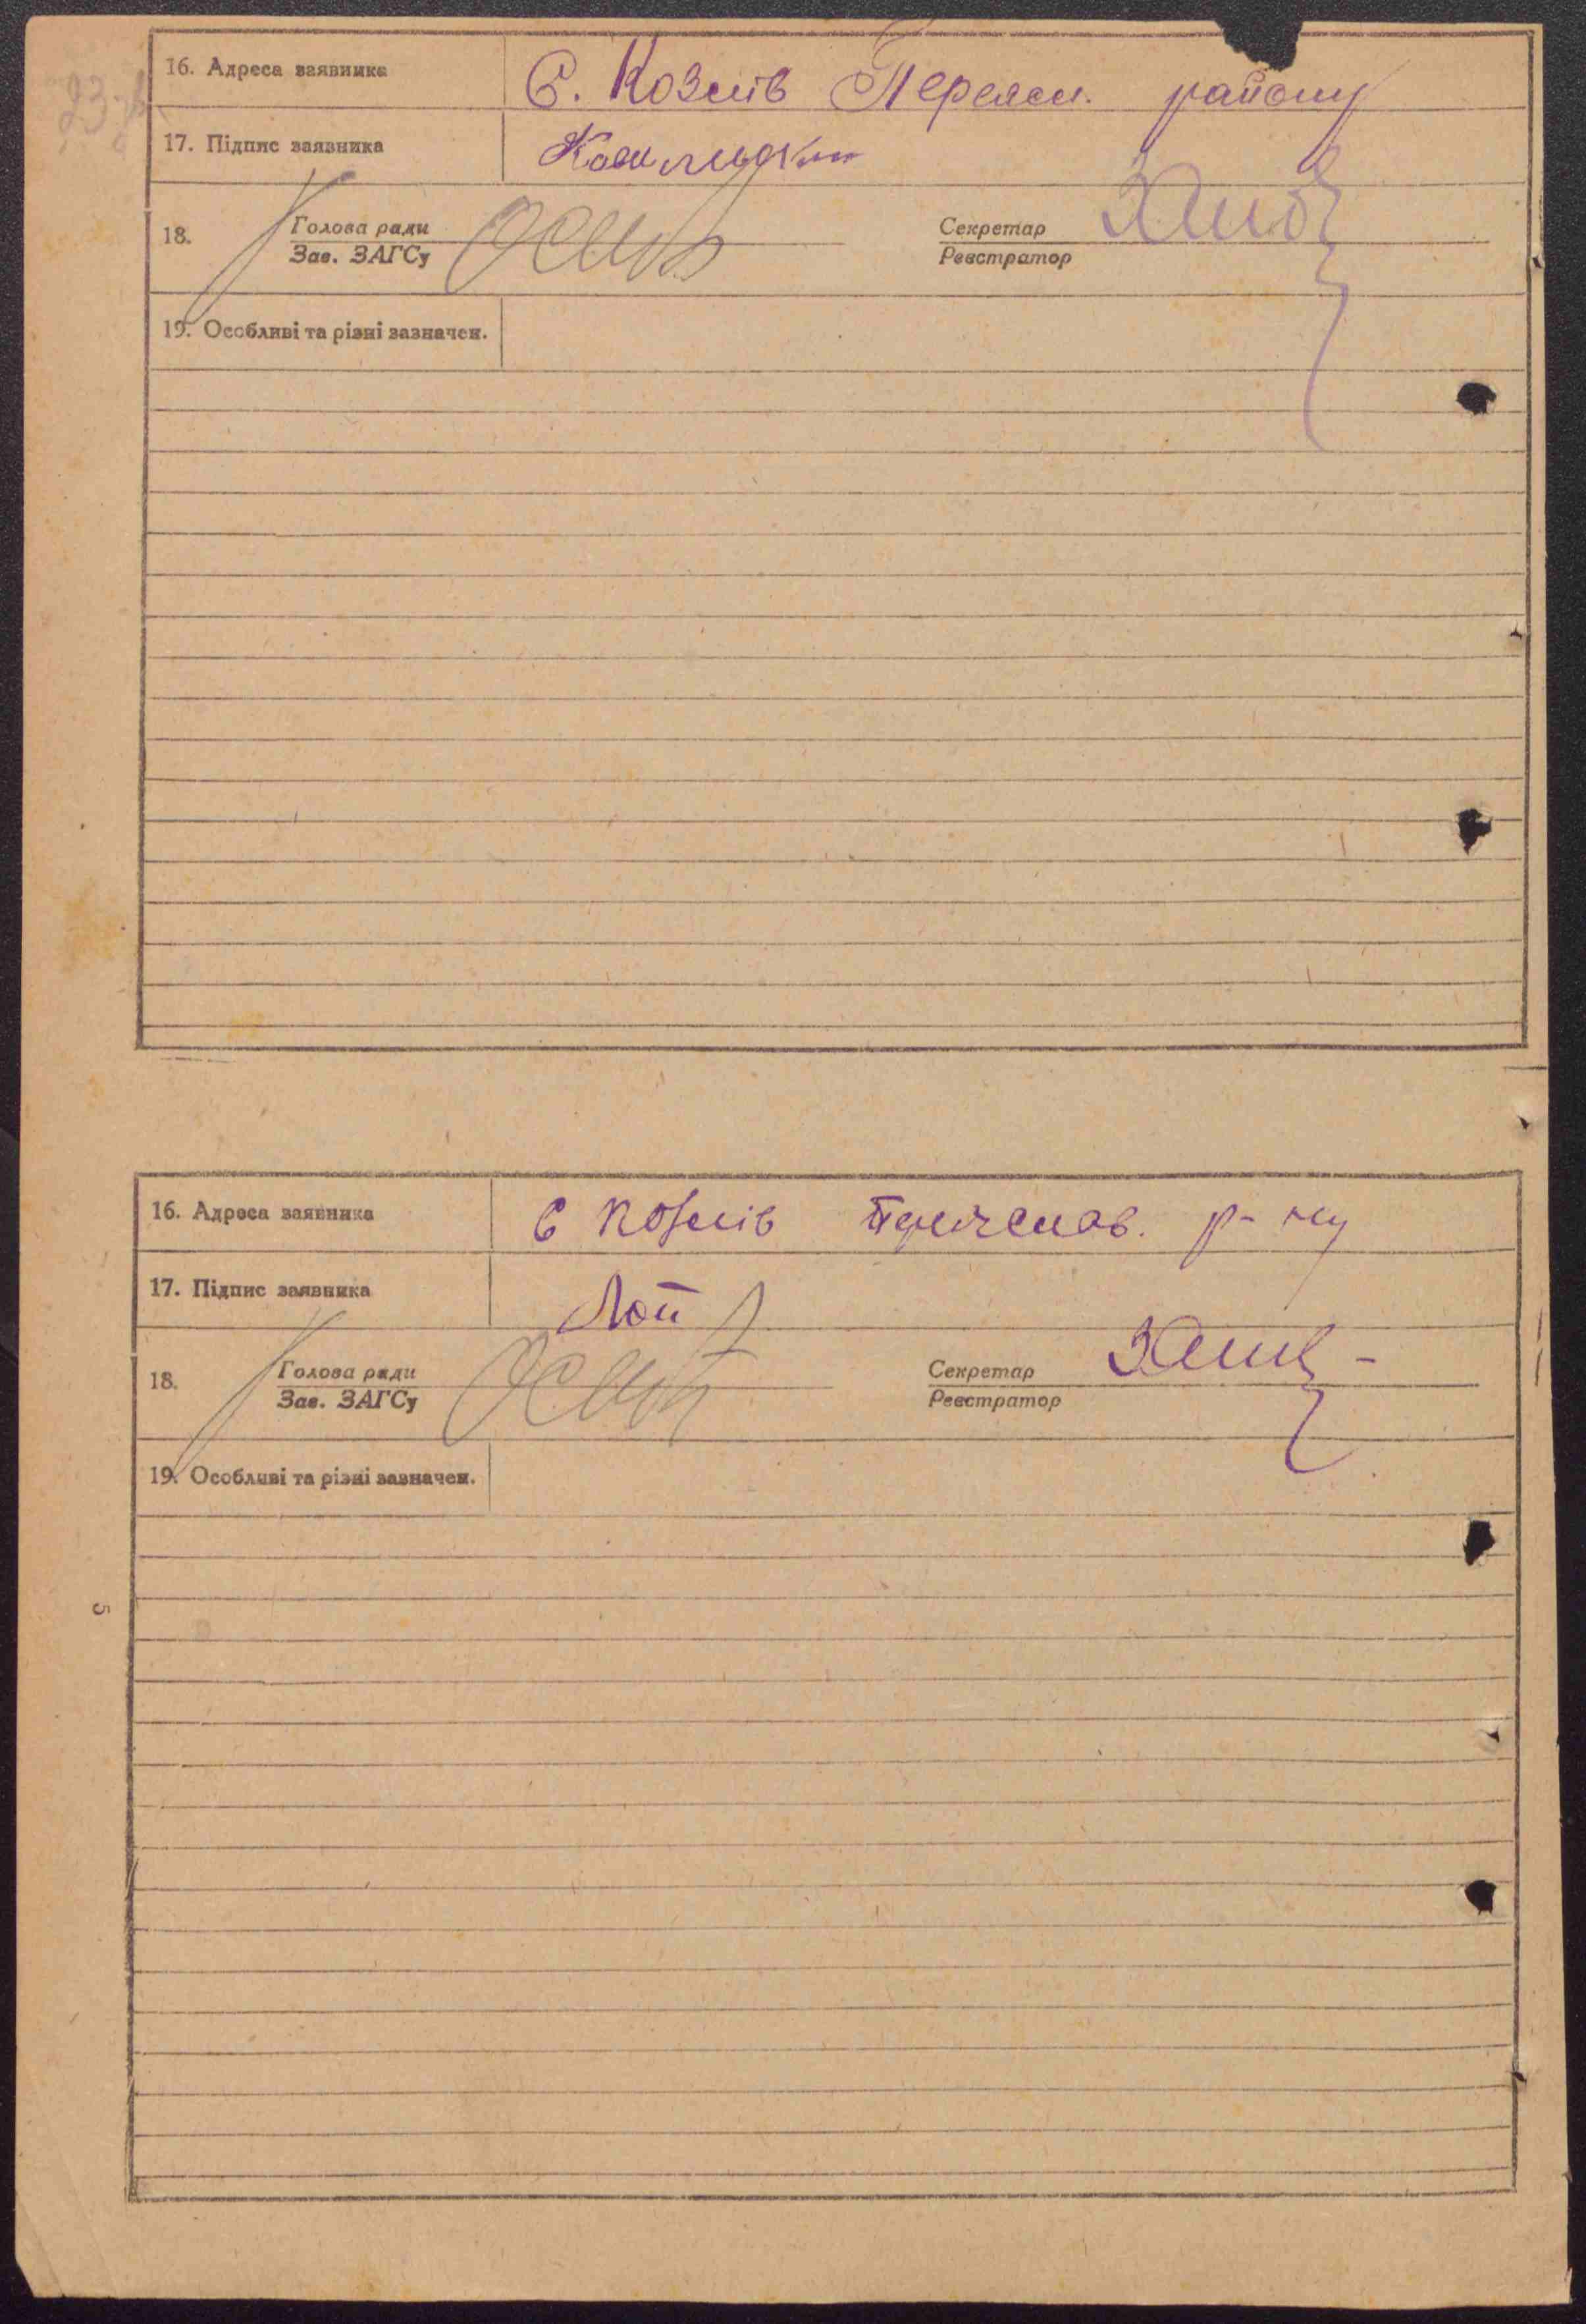 16. Адреса заявника С. Козлів Переясл. району
17. Підпис заявника
18. Голова ради Секретар
Зав. ЗАГСу Реєстратор
19. Особливі та різні зазначен.
16. Адреса заявника с Козлів Переяслав. р-ну
17. Підпис заявника Лой
18. Голова ради Секретар
Зав. ЗАГСу Реєстратор
19. Особливі та різні зазначен.
5